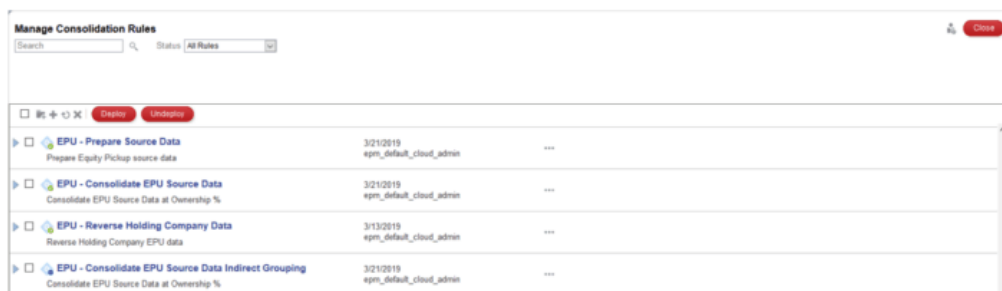 Manage Consolidation Rules
Close
Search
Status All Rules
Deploy Undeploy
EPU - Prepare Source Data
3/21/2019
Prepare Equity Pickup source data
epm_default_cloud_admin
EPU - Consolidate EPU Source Data
3/21/2019
Consolidate EPU Source Data at Ownership %
epm_default_cloud_admin
EPU - Reverse Holding Company Data
3/13/2019
Reverse Holding Company EPU data
epm_default_cloud_admin
EPU - Consolidate EPU Source Data Indirect Grouping
3/21/2019
Consolidate EPU Source Data at Ownership %
epm_default_cloud_admin